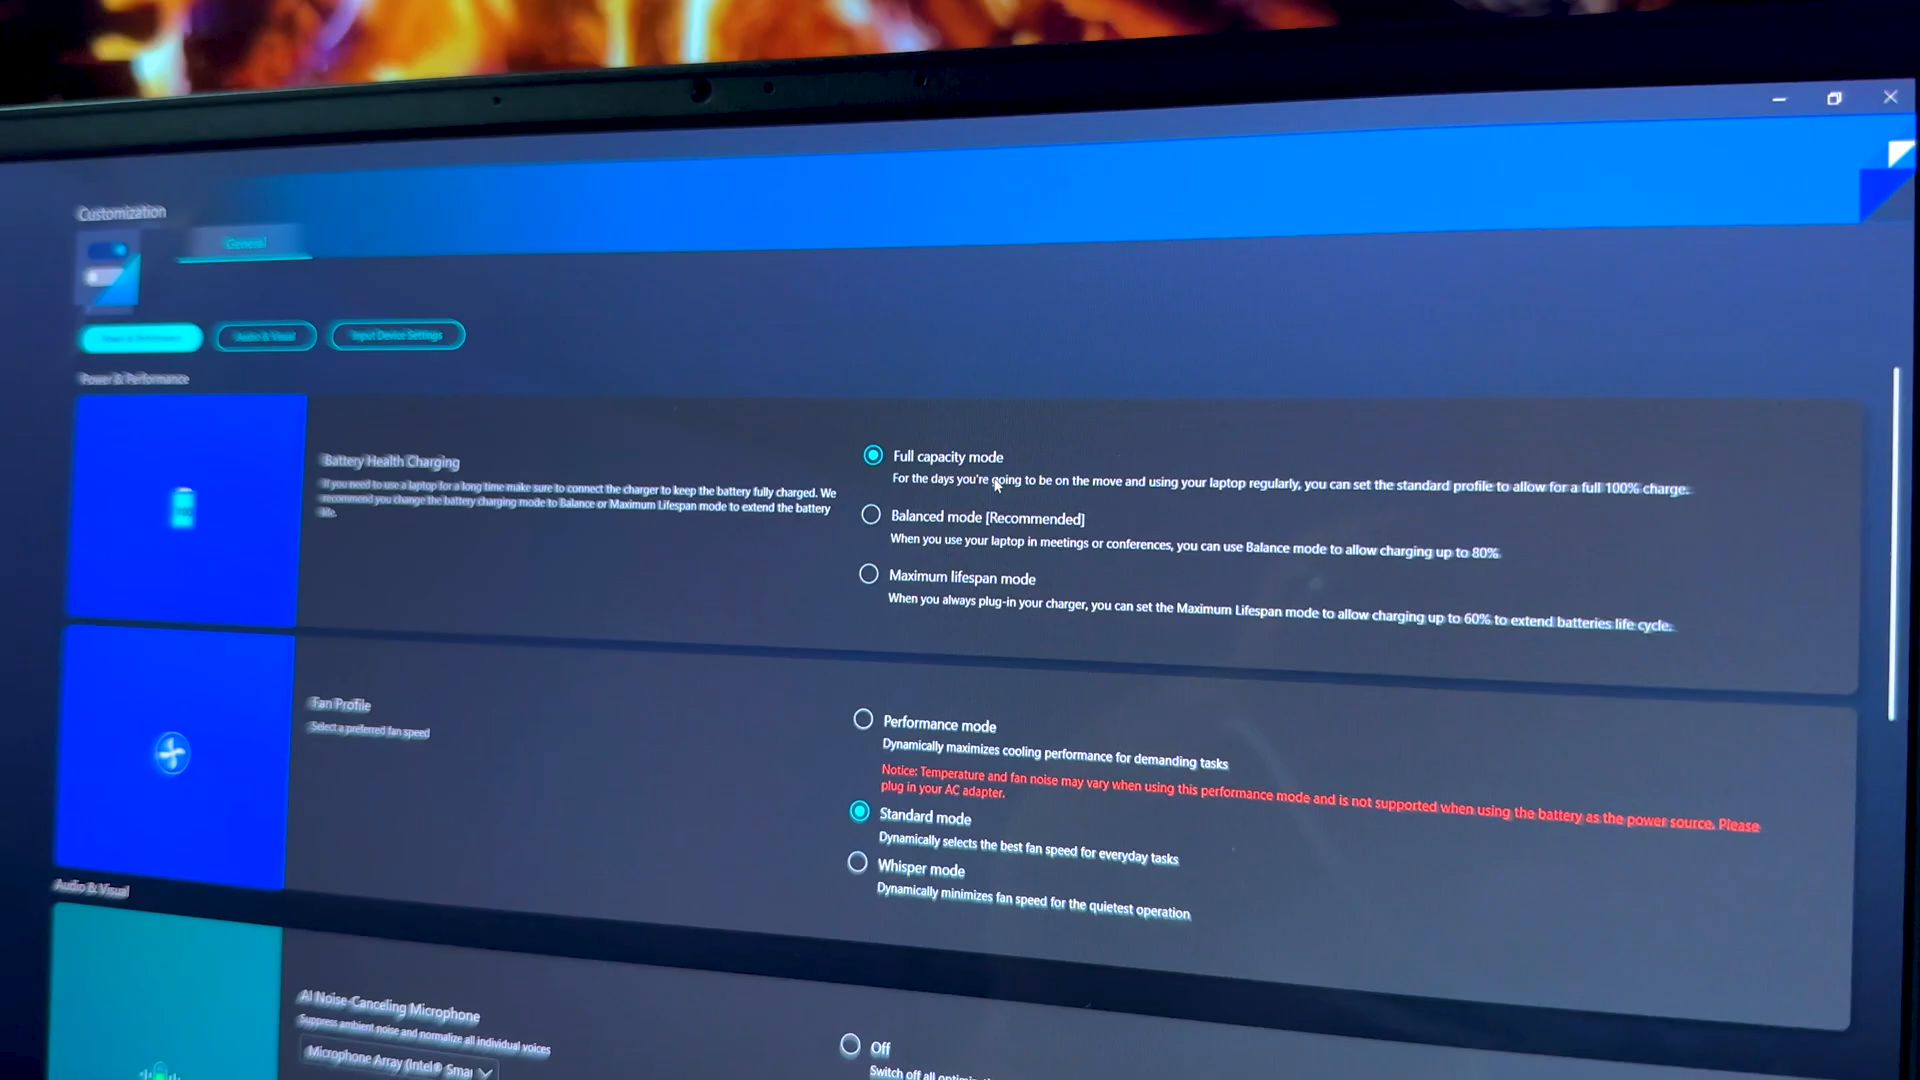 Customization
General
Power & Performance
Audio & Visual
Input Device Settings
Power & Performance
Battery Health Charging
If you need to use a laptop for a long time make sure to connect the charger to keep the battery fully charged. We
recommend you change the battery charging mode to Balance or Maximum Lifespan mode to extend the battery
life.
Full capacity mode
For the days you're going to be on the move and using your laptop regularly, you can set the standard profile to allow for a full 100% charge.
Balanced mode [Recommended]
When you use your laptop in meetings or conferences, you can use Balance mode to allow charging up to 80%
Maximum lifespan mode
When you always plug-in your charger, you can set the Maximum Lifespan mode to allow charging up to 60% to extend batteries life cycle.
Fan Profile
Select a preferred fan speed
Performance mode
Dynamically maximizes cooling performance for demanding tasks
Notice: Temperature and fan noise may vary when using this performance mode and is not supported when using the battery as the power source. Please
plug in your AC adapter.
Standard mode
Dynamically selects the best fan speed for everyday tasks
Whisper mode
Dynamically minimizes fan speed for the quietest operation
Audio & Visual
AI Noise-Canceling Microphone
Suppress ambient noise and normalize all individual voices
Microphone Array (Intel® Smar
Off
Switch off all